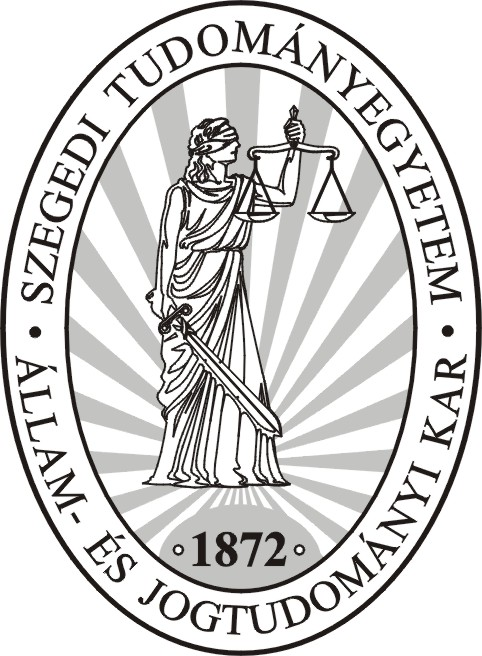 SZEGEDI TUDOMÁNYEGYETEM
ÁLLAM- ÉS JOGTUDOMÁNYI KAR
1872